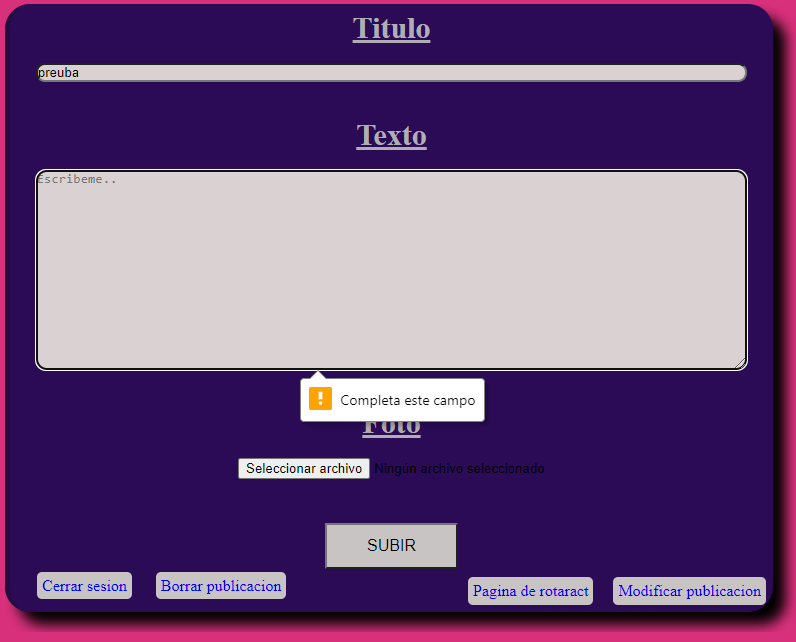 Titulo
preuba
Texto
Escribeme..
Completa este campo
Foto
Seleccionar archivo Ningún archivo seleccionado
SUBIR
Cerrar sesion Borrar publicacion Pagina de rotaract Modificar publicacion